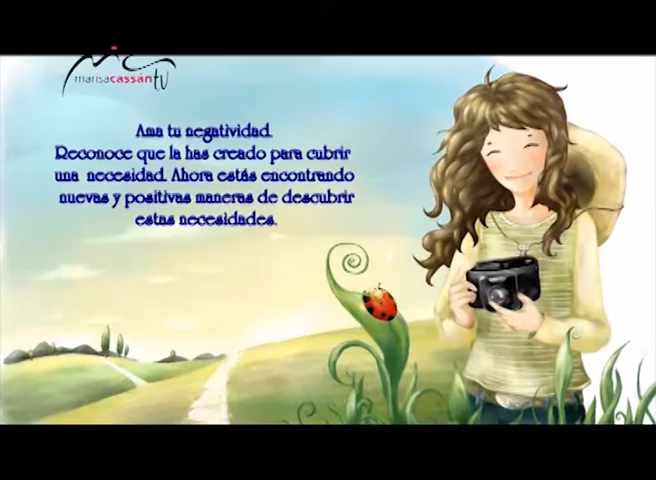 marisacassántv
Ama tu negatividad.
Reconoce que la has creado para cubrir
una necesidad. Ahora estás encontrando
nuevas y positivas maneras de descubrir
estas necesidades.